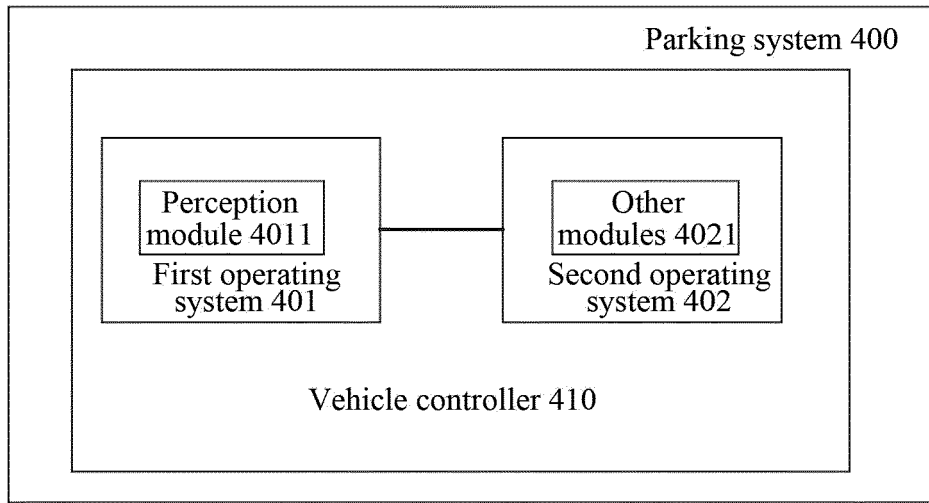 Parking system 400
Perception
module 4011
First operating
system 401
Other
modules 4021
Second operating
system 402
Vehicle controller 410